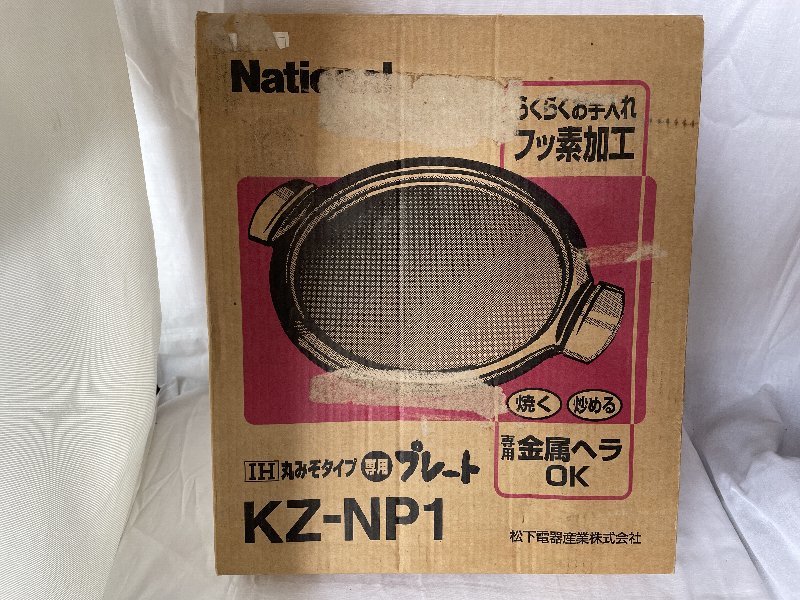 National
らくらくお手入れ
フッ素加工
焼く 炒める
専用 金属ヘラ
OK
IH 丸みぞタイプ 専用 プレート
KZ-NP1
松下電器産業株式会社